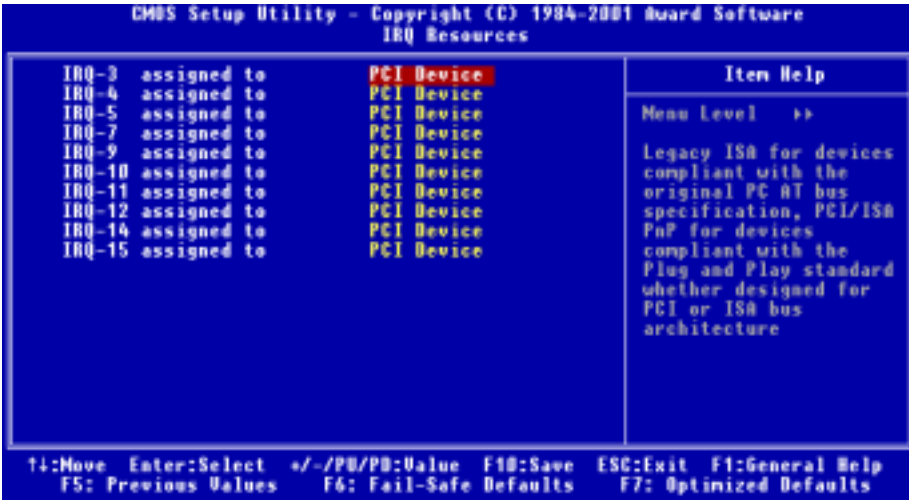 CMOS Setup Utility - Copyright (C) 1984-2001 Award Software
IRQ Resources
IRQ-3 assigned to PCI Device
IRQ-4 assigned to PCI Device
IRQ-5 assigned to PCI Device
IRQ-7 assigned to PCI Device
IRQ-9 assigned to PCI Device
IRQ-10 assigned to PCI Device
IRQ-11 assigned to PCI Device
IRQ-12 assigned to PCI Device
IRQ-14 assigned to PCI Device
IRQ-15 assigned to PCI Device
Item Help
Menu Level ▸▸
Legacy ISA for devices
compliant with the
original PC AT bus
specification, PCI/ISA
PnP for devices
compliant with the
Plug and Play standard
whether designed for
PCI or ISA bus
architecture
↑↓:Move Enter:Select +/-/PU/PD:Value F10:Save ESC:Exit F1:General Help
F5: Previous Values F6: Fail-Safe Defaults F7: Optimized Defaults